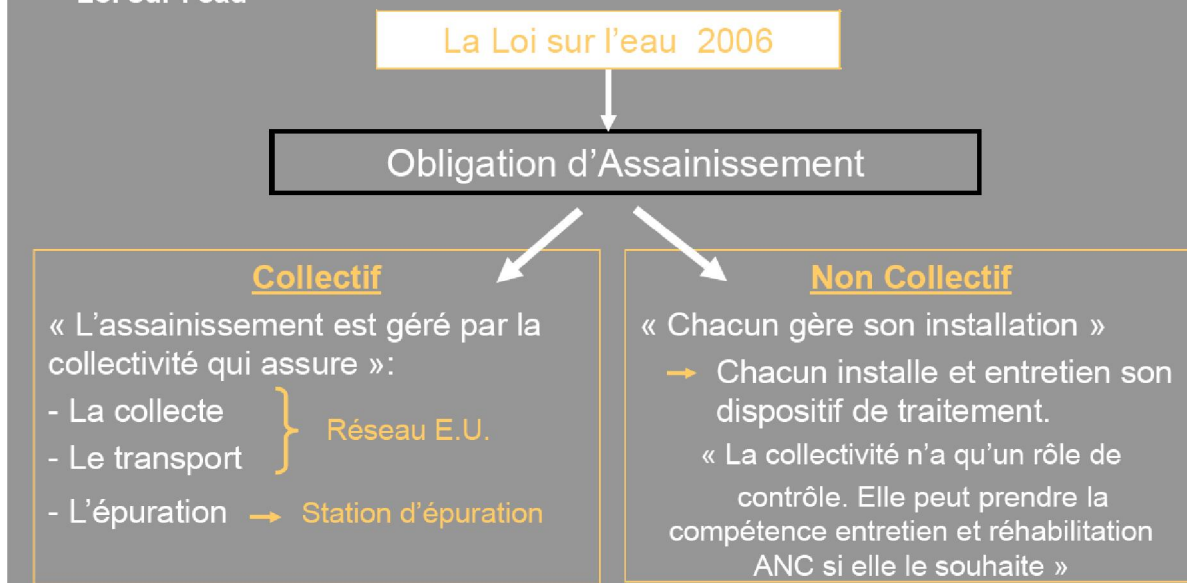 La Loi sur l'eau 2006
Obligation d'Assainissement
Collectif
« L'assainissement est géré par la
collectivité qui assure »:
- La collecte
- Le transport
Réseau E.U.
- L'épuration → Station d'épuration
Non Collectif
« Chacun gère son installation »
→ Chacun installe et entretien son
dispositif de traitement.
« La collectivité n'a qu'un rôle de
contrôle. Elle peut prendre la
compétence entretien et réhabilitation
ANC si elle le souhaite »